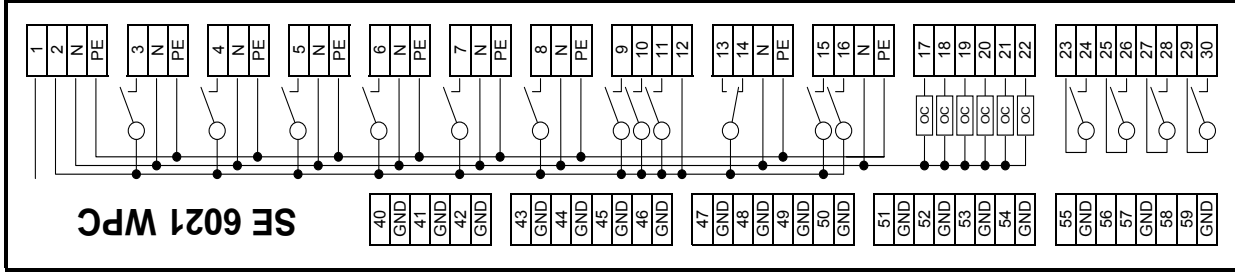 1 2 N PE 3 N PE 4 N PE 5 N PE 6 N PE 7 N PE 8 N PE 9 10 11 12 13 14 N PE 15 16 N PE 17 18 19 20 21 22 23 24 25 26 27 28 29 30
OC OC OC OC OC OC
SE 6021 WPC
40 GND 41 GND 42 GND 43 GND 44 GND 45 GND 46 GND 47 GND 48 GND 49 GND 50 GND 51 GND 52 GND 53 GND 54 GND 55 GND 56 GND 57 GND 58 GND 59 GND